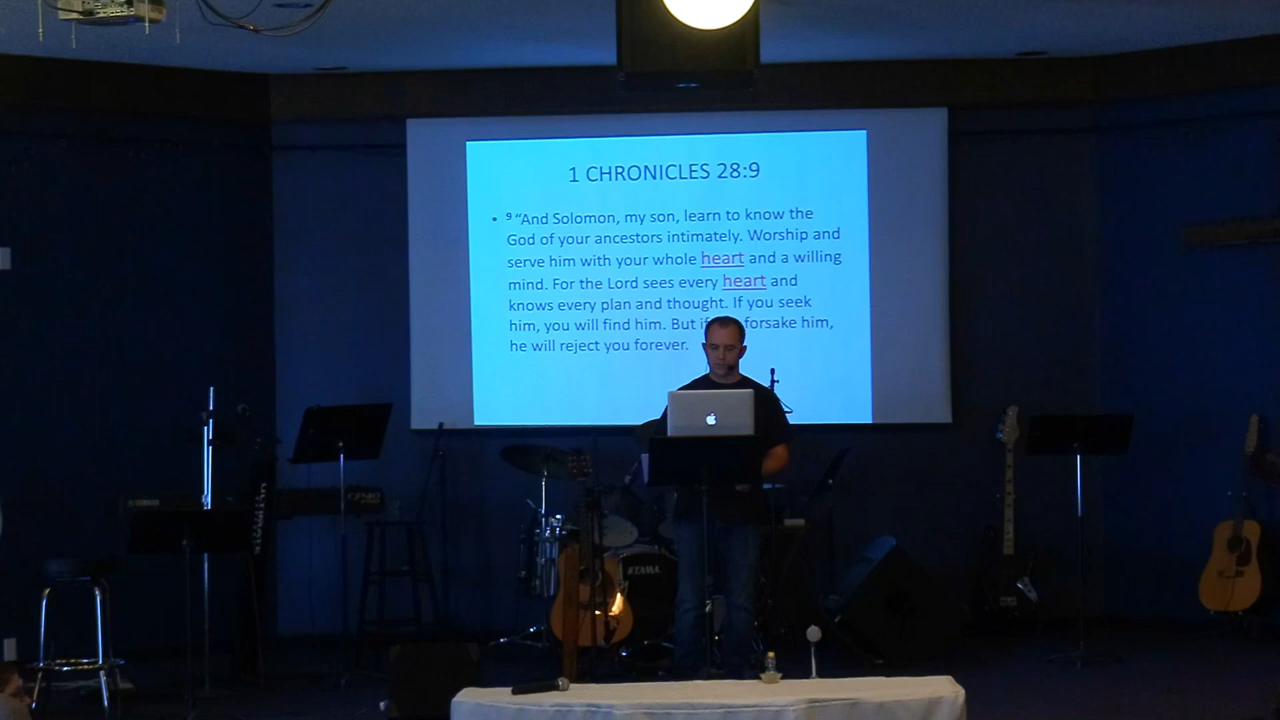 1 CHRONICLES 28:9
• 9 “And Solomon, my son, learn to know the
God of your ancestors intimately. Worship and
serve him with your whole heart and a willing
mind. For the Lord sees every heart and
knows every plan and thought. If you seek
him, you will find him. But if forsake him,
he will reject you forever.
TAMA